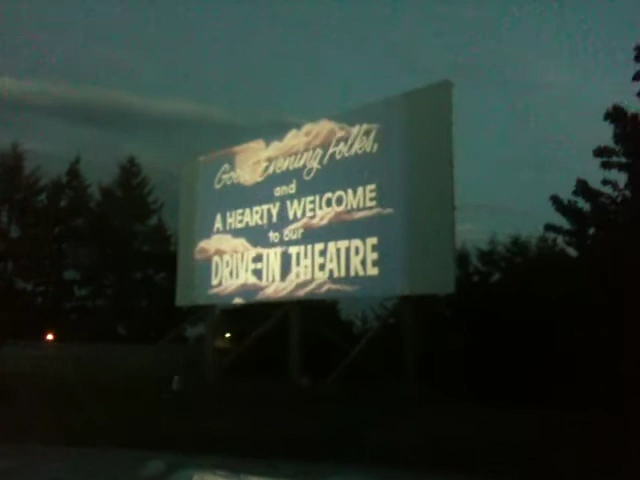 Good Evening Folks,
and
A HEARTY WELCOME
to our
DRIVE-IN THEATRE